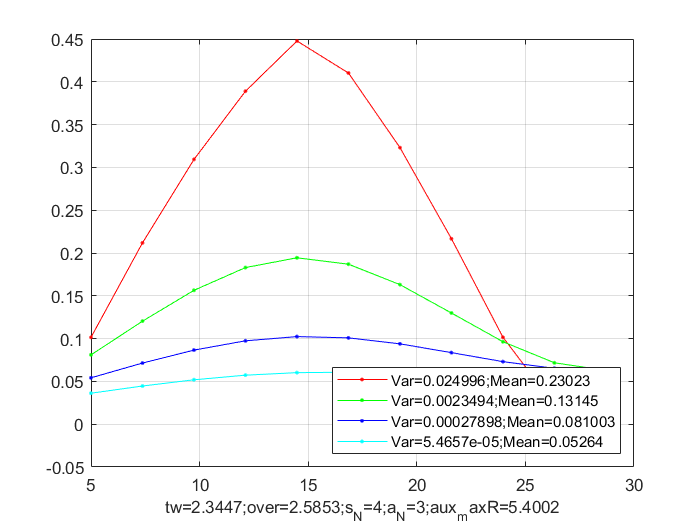 0.45
0.4
0.35
0.3
0.25
0.2
0.15
0.1
0.05
0
-0.05
Var=0.024996;Mean=0.23023
Var=0.0023494;Mean=0.13145
Var=0.00027898;Mean=0.081003
Var=5.4657e-05;Mean=0.05264
5 10 15 20 25 30
tw=2.3447;over=2.5853;s_N=4;a_N=3;aux_maxR=5.4002